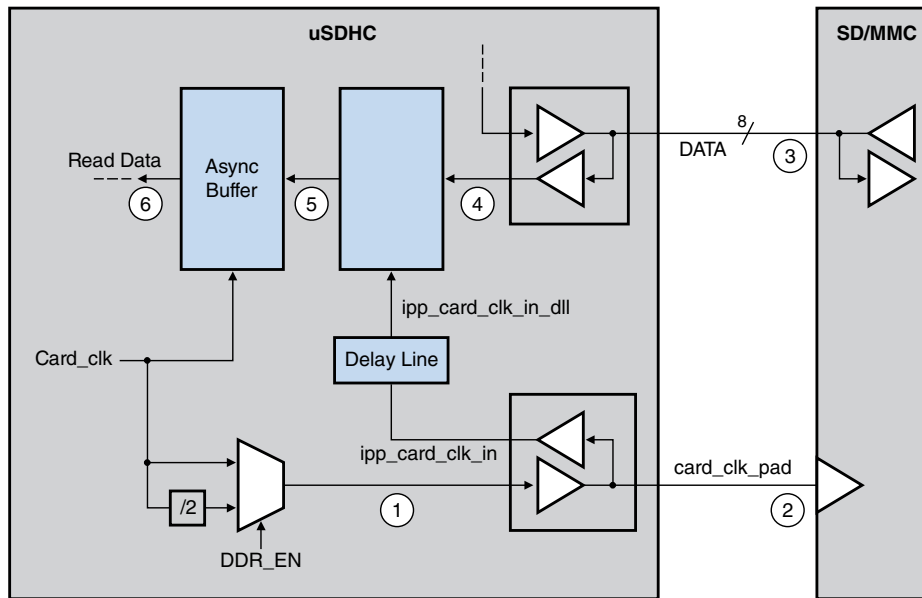 uSDHC
SD/MMC
8
DATA
3
Read Data
Async
Buffer
6
5
4
ipp_card_clk_in_dll
Card_clk
Delay Line
ipp_card_clk_in
card_clk_pad
/2
1
2
DDR_EN